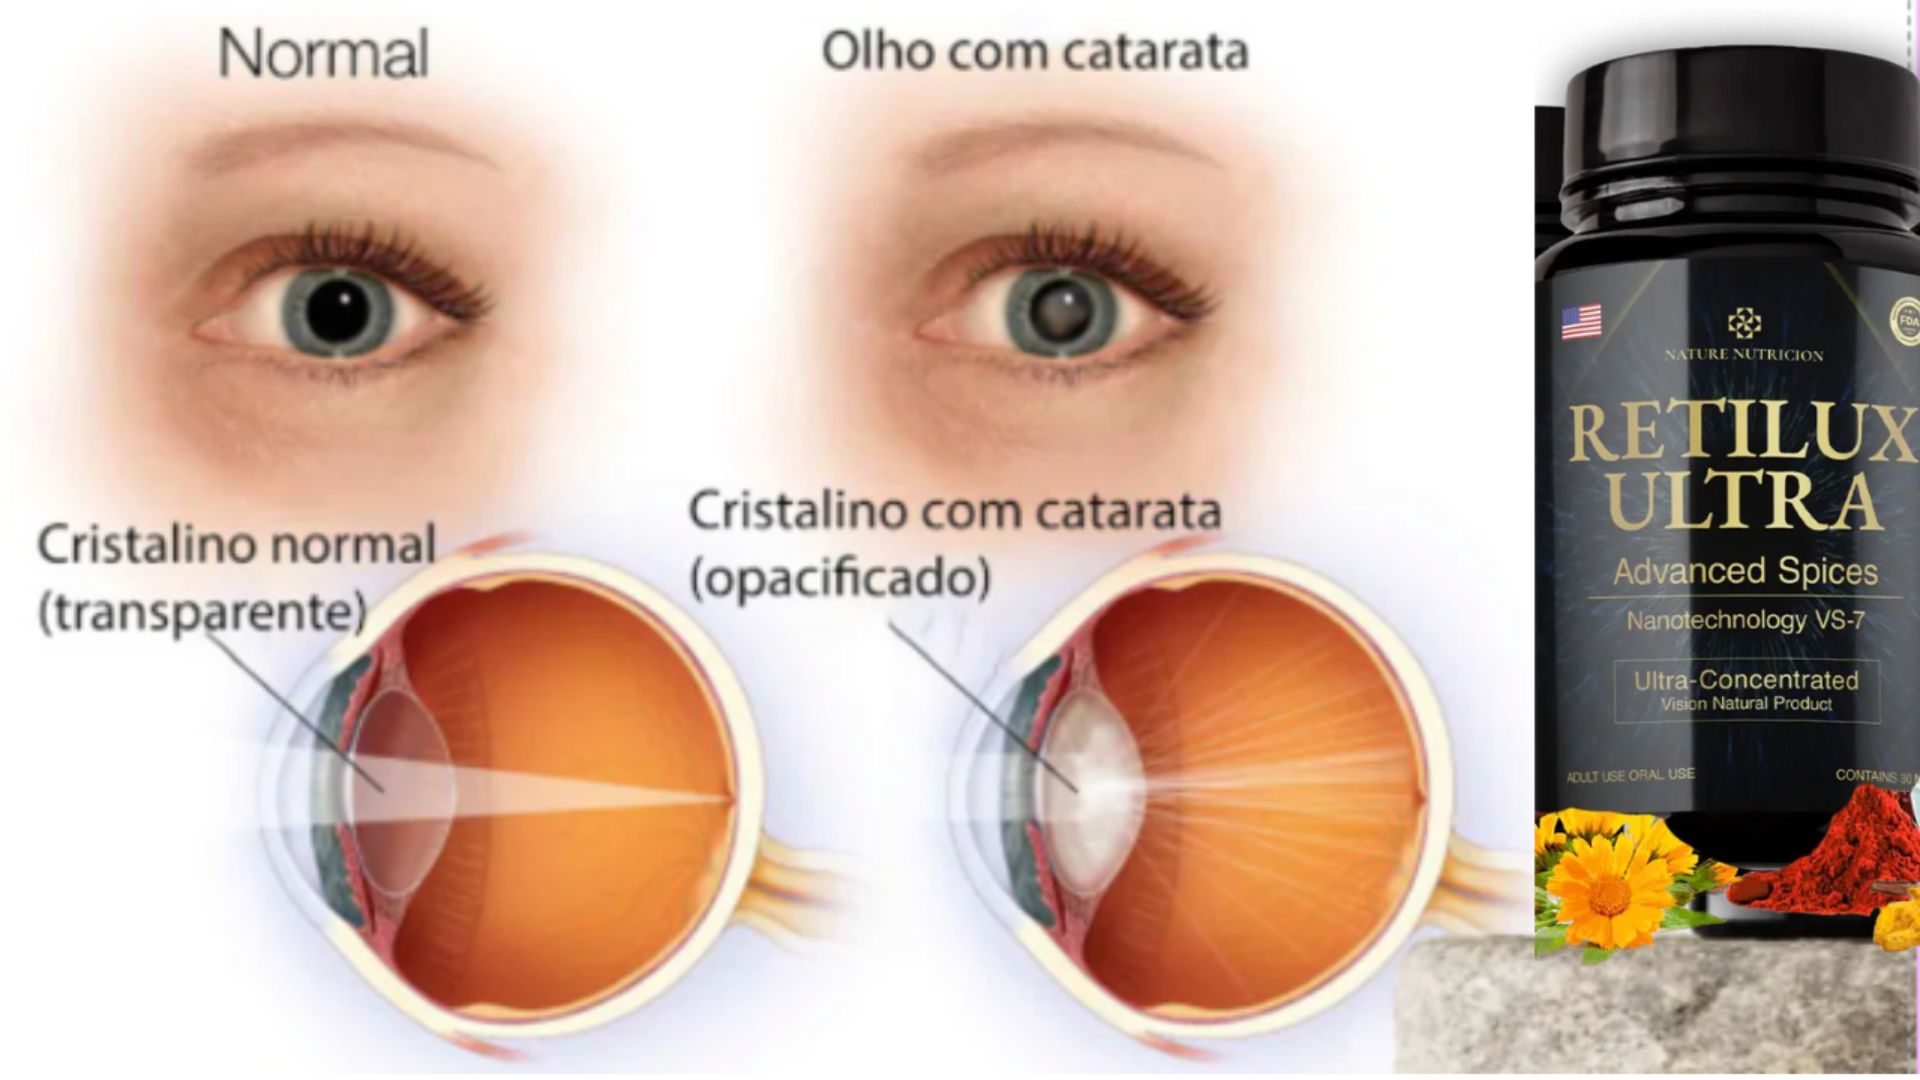 Normal
Olho com catarata
Cristalino normal
(transparente)
Cristalino com catarata
(opacificado)
FDA
NATURE NUTRICION
RETILUX
ULTRA
Advanced Spices
Nanotechnology VS-7
Ultra-Concentrated
Vision Natural Product
ADULT USE ORAL USE
CONTAINS 30